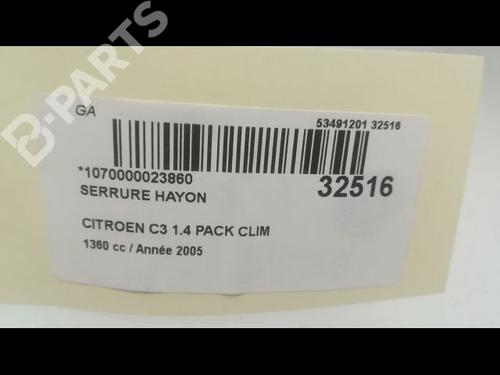 B-PARTS
GA
53491201 32516
*1070000023860
32516
SERRURE HAYON
CITROEN C3 1.4 PACK CLIM
1360 cc / Année 2005